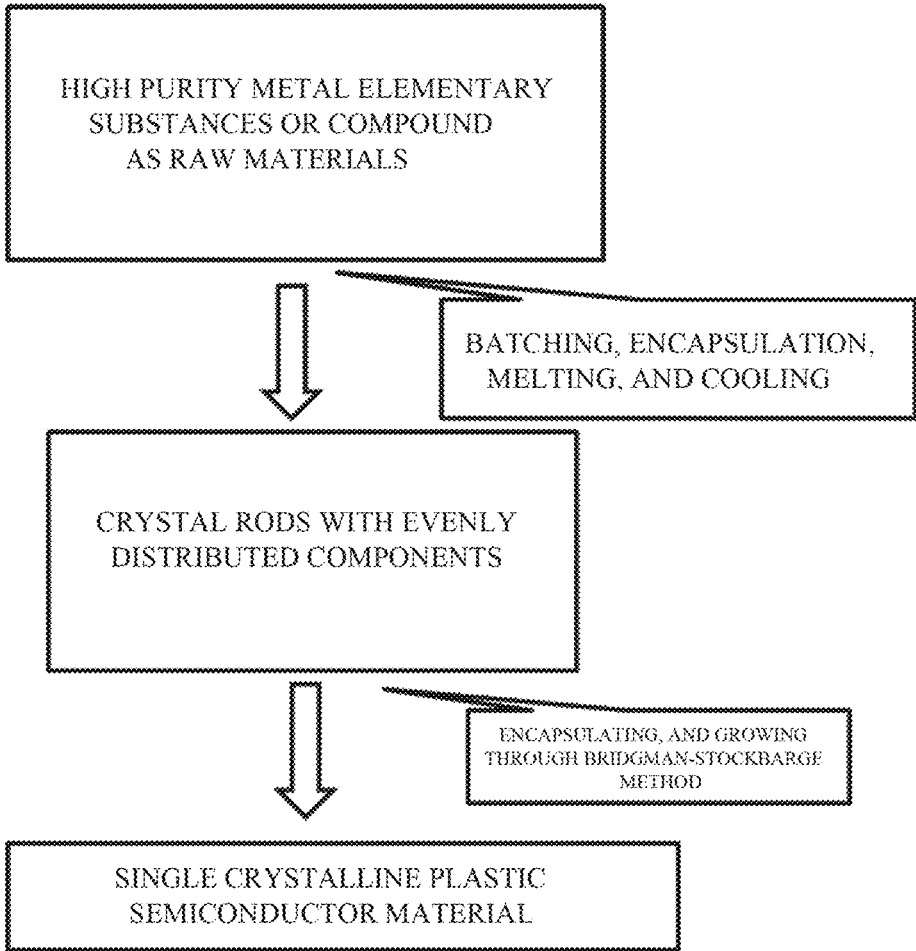 HIGH PURITY METAL ELEMENTARY
SUBSTANCES OR COMPOUND
AS RAW MATERIALS
BATCHING, ENCAPSULATION,
MELTING, AND COOLING
CRYSTAL RODS WITH EVENLY
DISTRIBUTED COMPONENTS
ENCAPSULATING, AND GROWING
THROUGH BRIDGMAN-STOCKBARGE
METHOD
SINGLE CRYSTALLINE PLASTIC
SEMICONDUCTOR MATERIAL